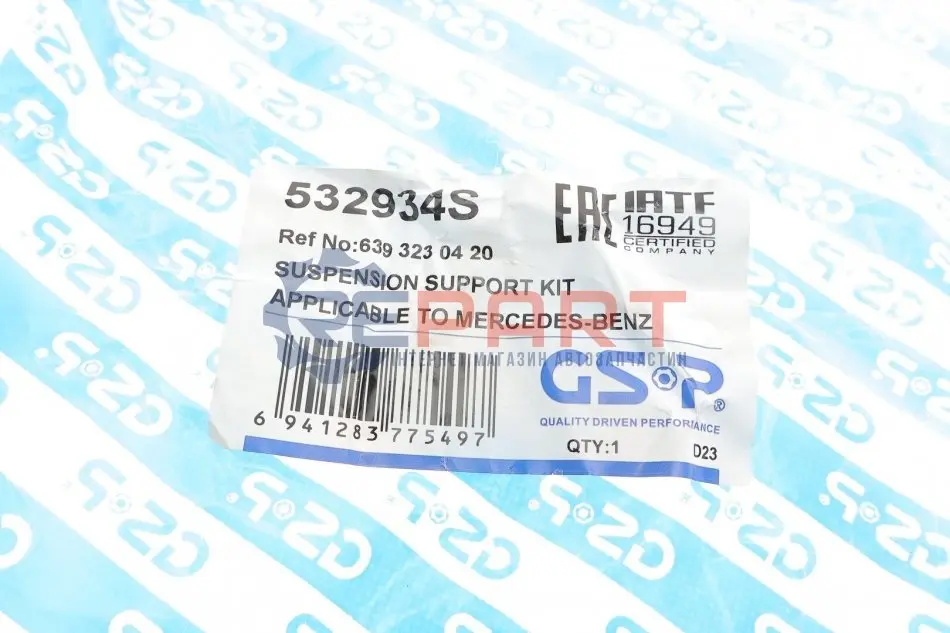 532934S
EAC
IATF
16949
CERTIFIED
COMPANY
Ref No:639 323 04 20
SUSPENSION SUPPORT KIT
APPLICABLE TO MERCEDES-BENZ
EPART
ИНТЕРНЕТ МАГАЗИН АВТОЗАПЧАСТИН
6 941283 775497
GSP®
QUALITY DRIVEN PERFORMANCE
QTY:1
D23